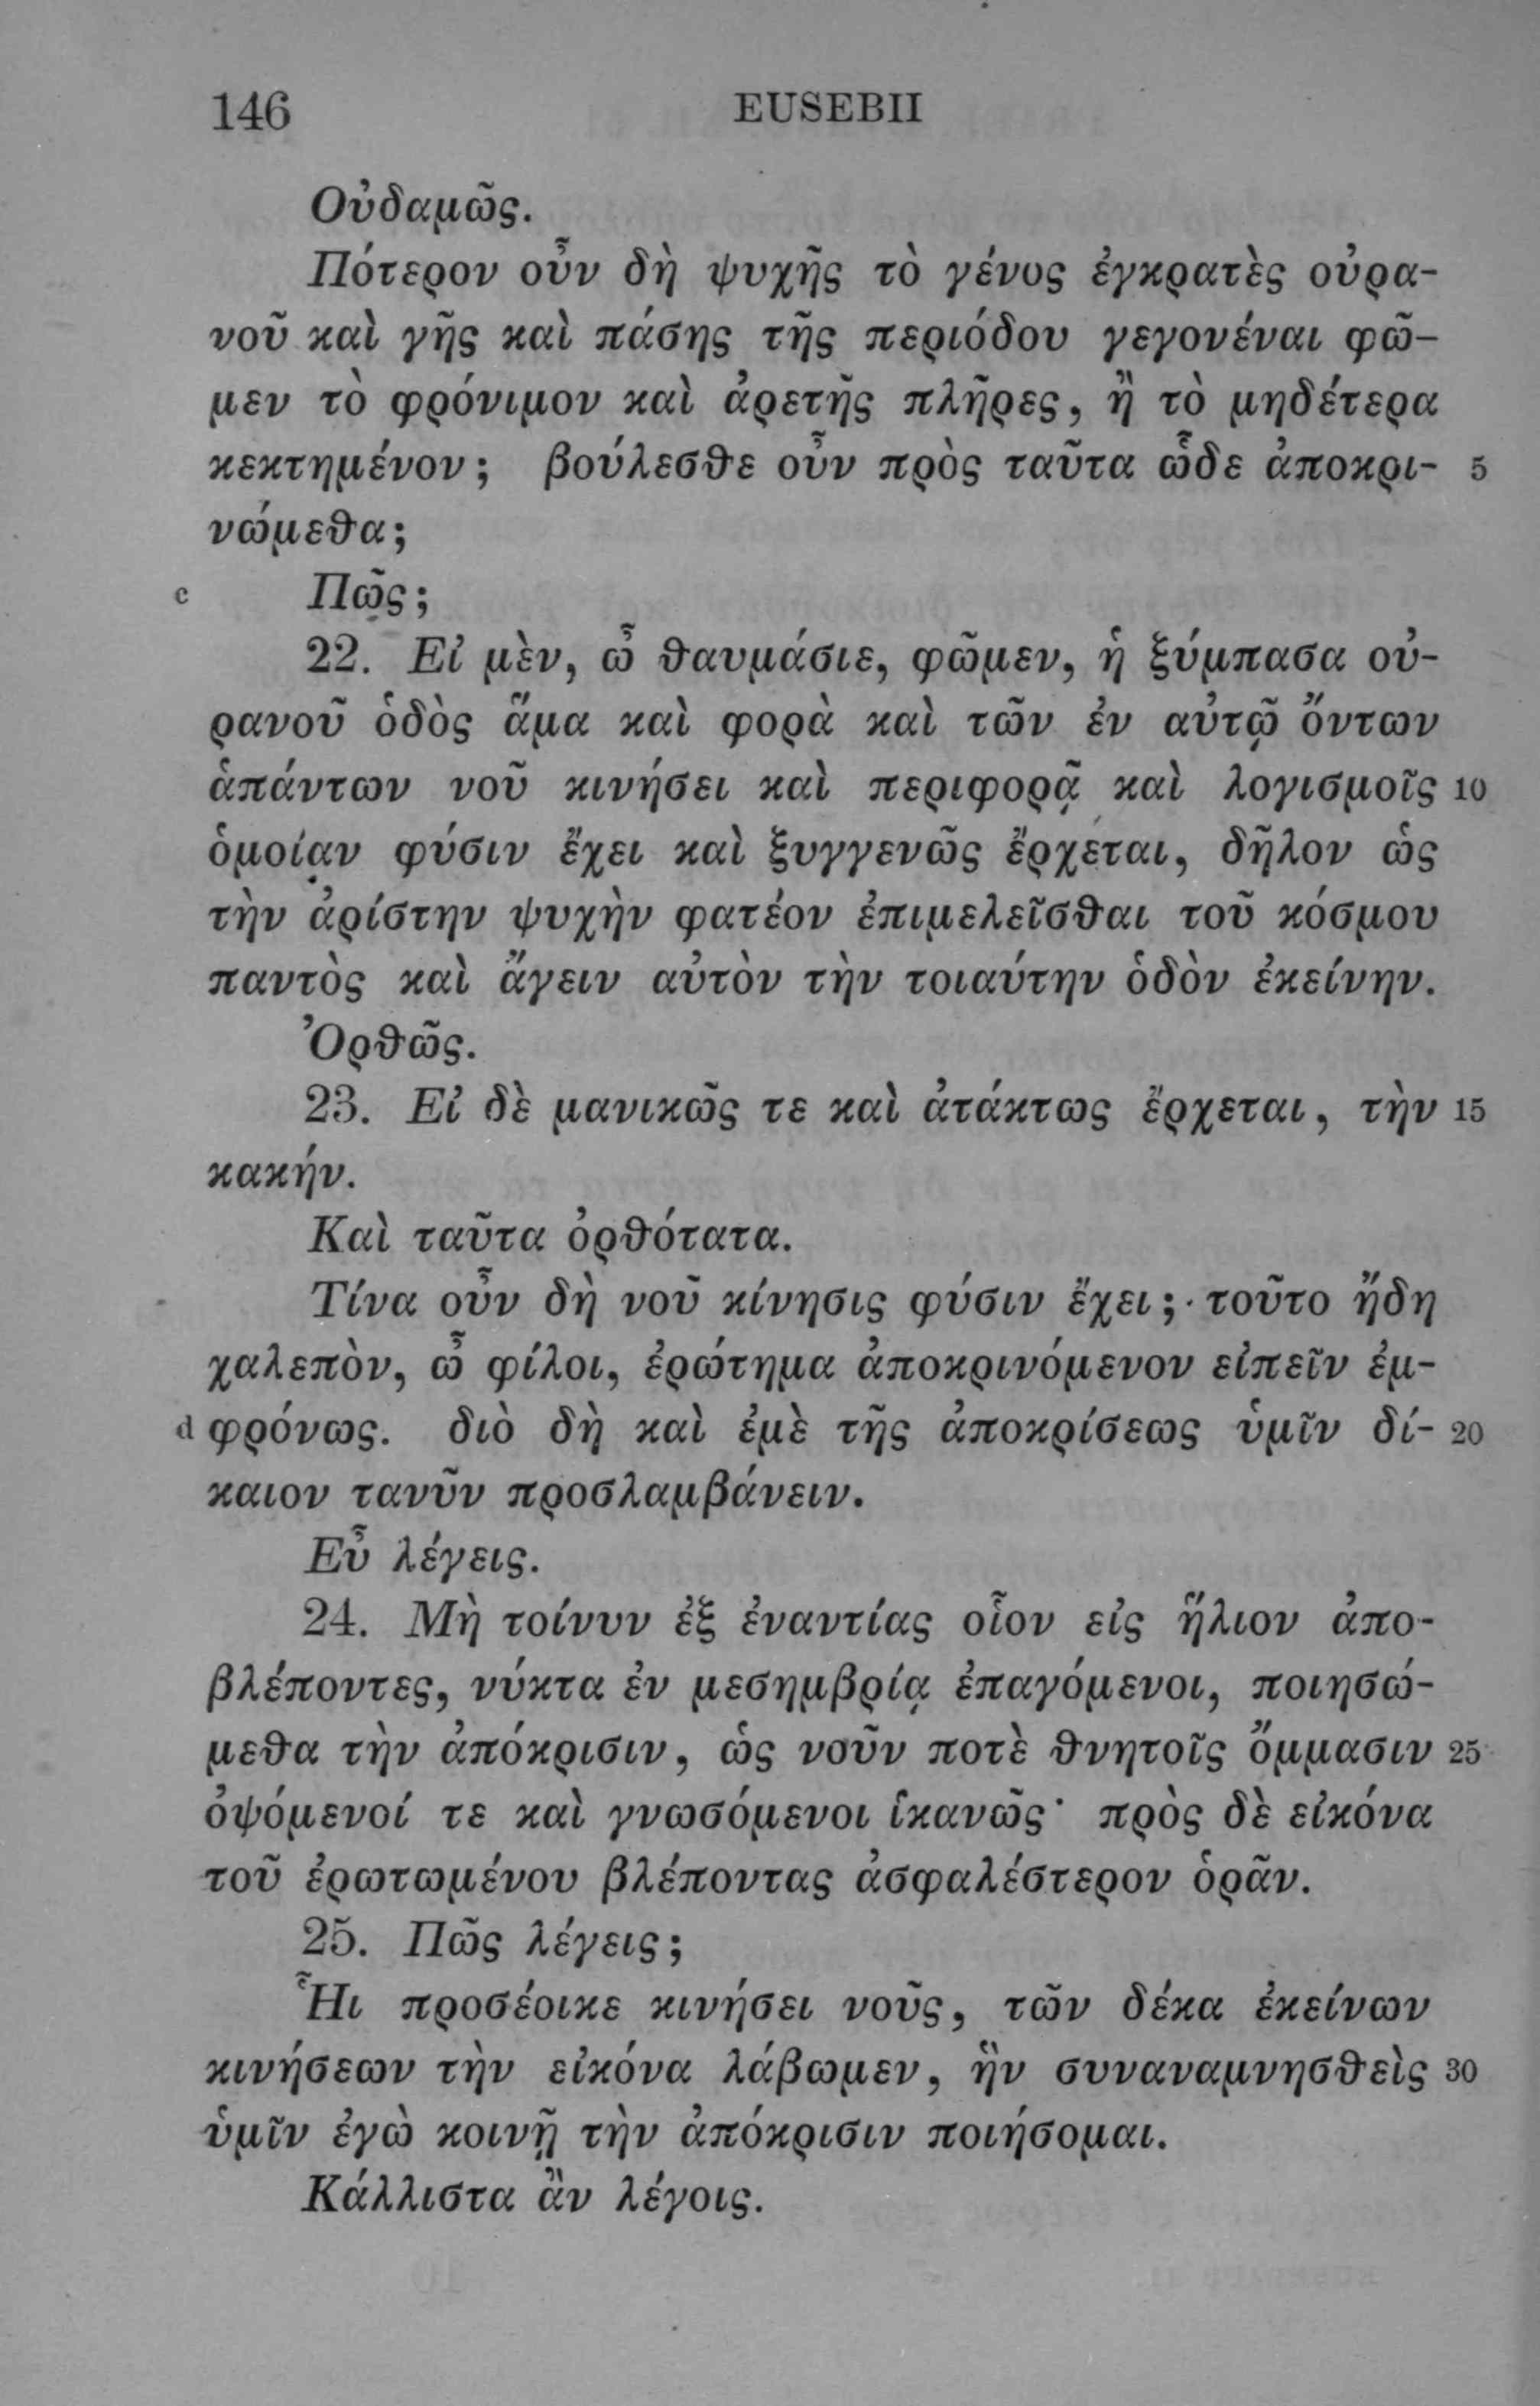 146 EUSEBII
Οὐδαμῶς.
Πότερον οὖν δὴ ψυχῆς τὸ γένος ἐγκρατὲς οὐρα-
νοῦ καὶ γῆς καὶ πάσης τῆς περιόδου γεγονέναι φῶ-
μεν τὸ φρόνιμον καὶ ἀρετῆς πλῆρες, ἢ τὸ μηδέτερα
κεκτημένον; βούλεσθε οὖν πρὸς ταῦτα ὧδε ἀποκρι- 5
νώμεθα;
c Πῶς;
22. Εἰ μὲν, ὦ θαυμάσιε, φῶμεν, ἡ ξύμπασα οὐ-
ρανοῦ ὁδὸς ἅμα καὶ φορὰ καὶ τῶν ἐν αὐτῷ ὄντων
ἁπάντων νοῦ κινήσει καὶ περιφορᾷ καὶ λογισμοῖς 10
ὁμοίαν φύσιν ἔχει καὶ ξυγγενῶς ἔρχεται, δῆλον ὡς
τὴν ἀρίστην ψυχὴν φατέον ἐπιμελεῖσθαι τοῦ κόσμου
παντὸς καὶ ἄγειν αὐτὸν τὴν τοιαύτην ὁδὸν ἐκείνην.
Ὀρθῶς.
23. Εἰ δὲ μανικῶς τε καὶ ἀτάκτως ἔρχεται, τὴν 15
κακήν.
Καὶ ταῦτα ὀρθότατα.
Τίνα οὖν δὴ νοῦ κίνησις φύσιν ἔχει; τοῦτο ἤδη
χαλεπὸν, ὦ φίλοι, ἐρώτημα ἀποκρινόμενον εἰπεῖν ἐμ-
d φρόνως. διὸ δὴ καὶ ἐμὲ τῆς ἀποκρίσεως ὑμῖν δί- 20
καιον τανῦν προσλαμβάνειν.
Εὖ λέγεις.
24. Μὴ τοίνυν ἐξ ἐναντίας οἷον εἰς ἥλιον ἀπο-
βλέποντες, νύκτα ἐν μεσημβρίᾳ ἐπαγόμενοι, ποιησώ-
μεθα τὴν ἀπόκρισιν, ὡς νοῦν ποτὲ θνητοῖς ὄμμασιν 25
ὀψόμενοί τε καὶ γνωσόμενοι ἱκανῶς· πρὸς δὲ εἰκόνα
τοῦ ἐρωτωμένου βλέποντας ἀσφαλέστερον ὁρᾶν.
25. Πῶς λέγεις;
Ἧι προσέοικε κινήσει νοῦς, τῶν δέκα ἐκείνων
κινήσεων τὴν εἰκόνα λάβωμεν, ἣν συναναμνησθεὶς 30
ὑμῖν ἐγὼ κοινῇ τὴν ἀπόκρισιν ποιήσομαι.
Κάλλιστα ἂν λέγοις.